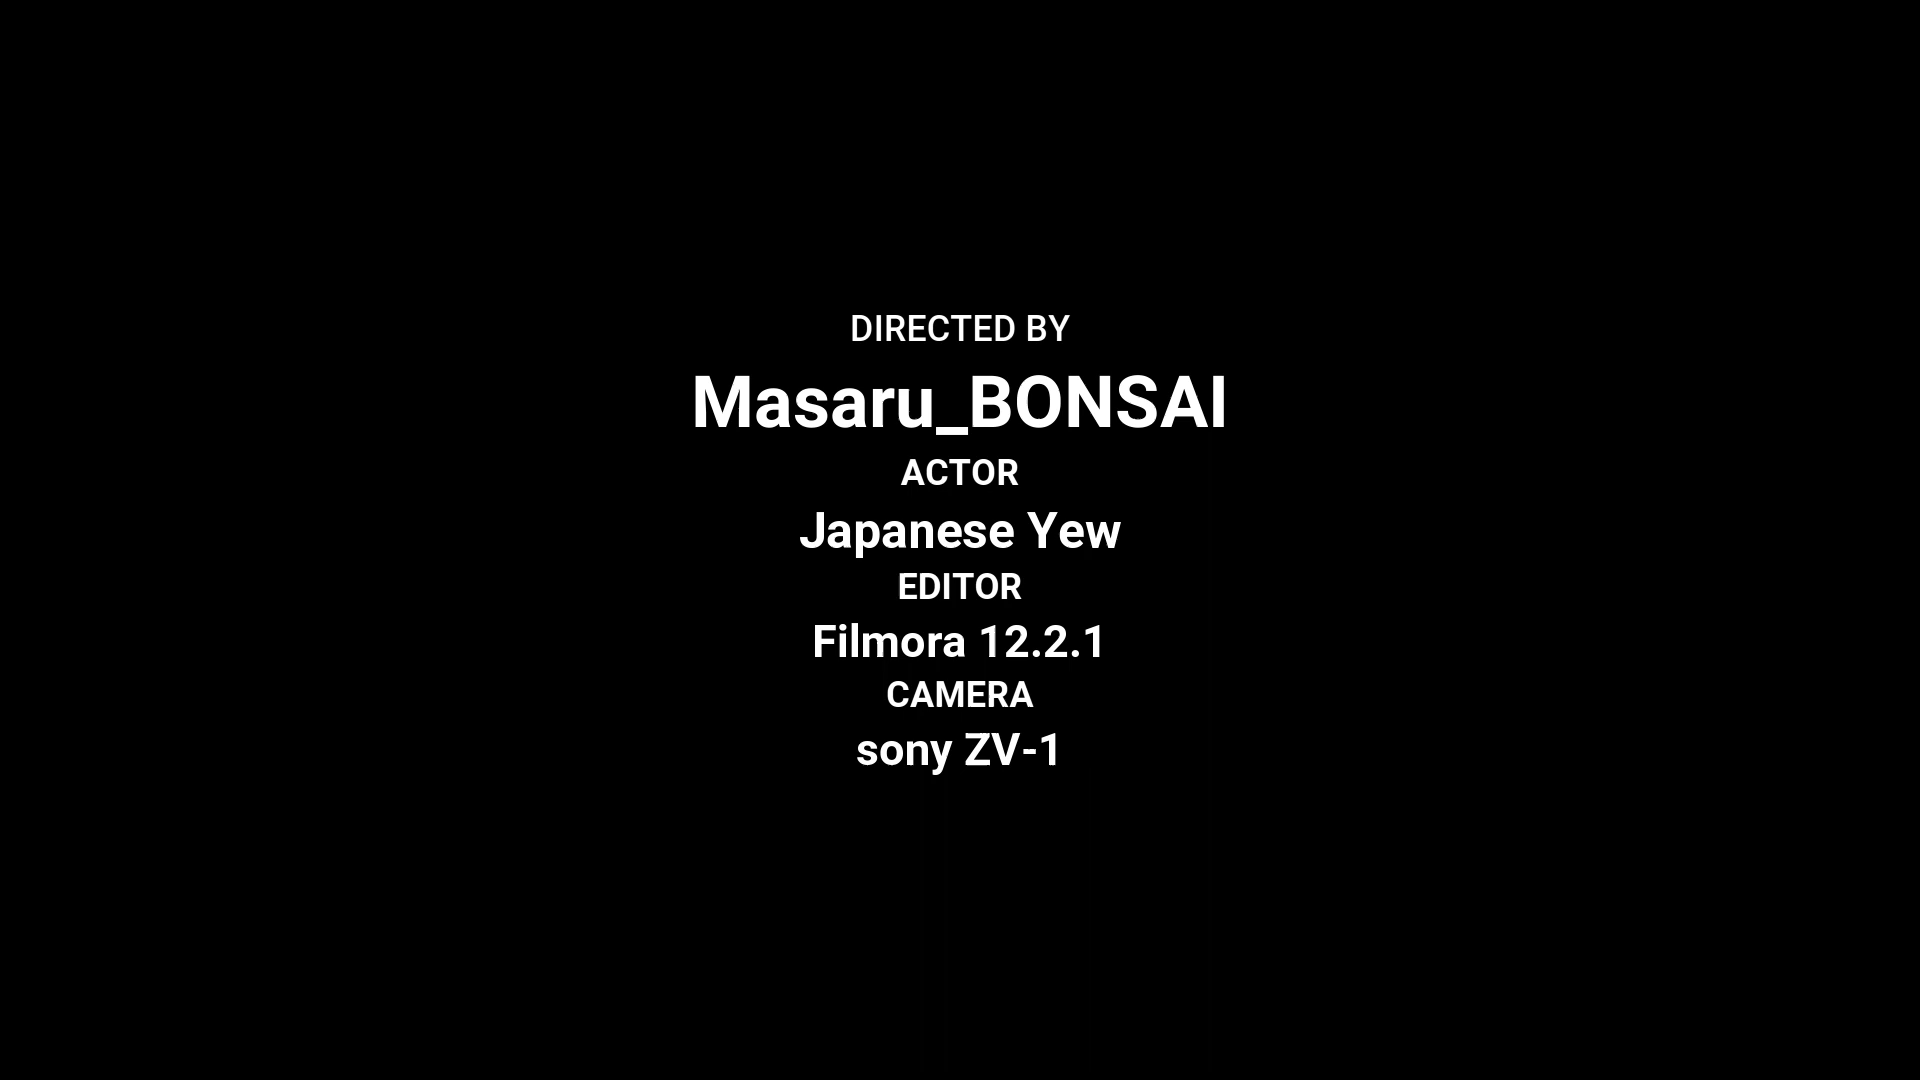 DIRECTED BY
Masaru_BONSAI
ACTOR
Japanese Yew
EDITOR
Filmora 12.2.1
CAMERA
sony ZV-1